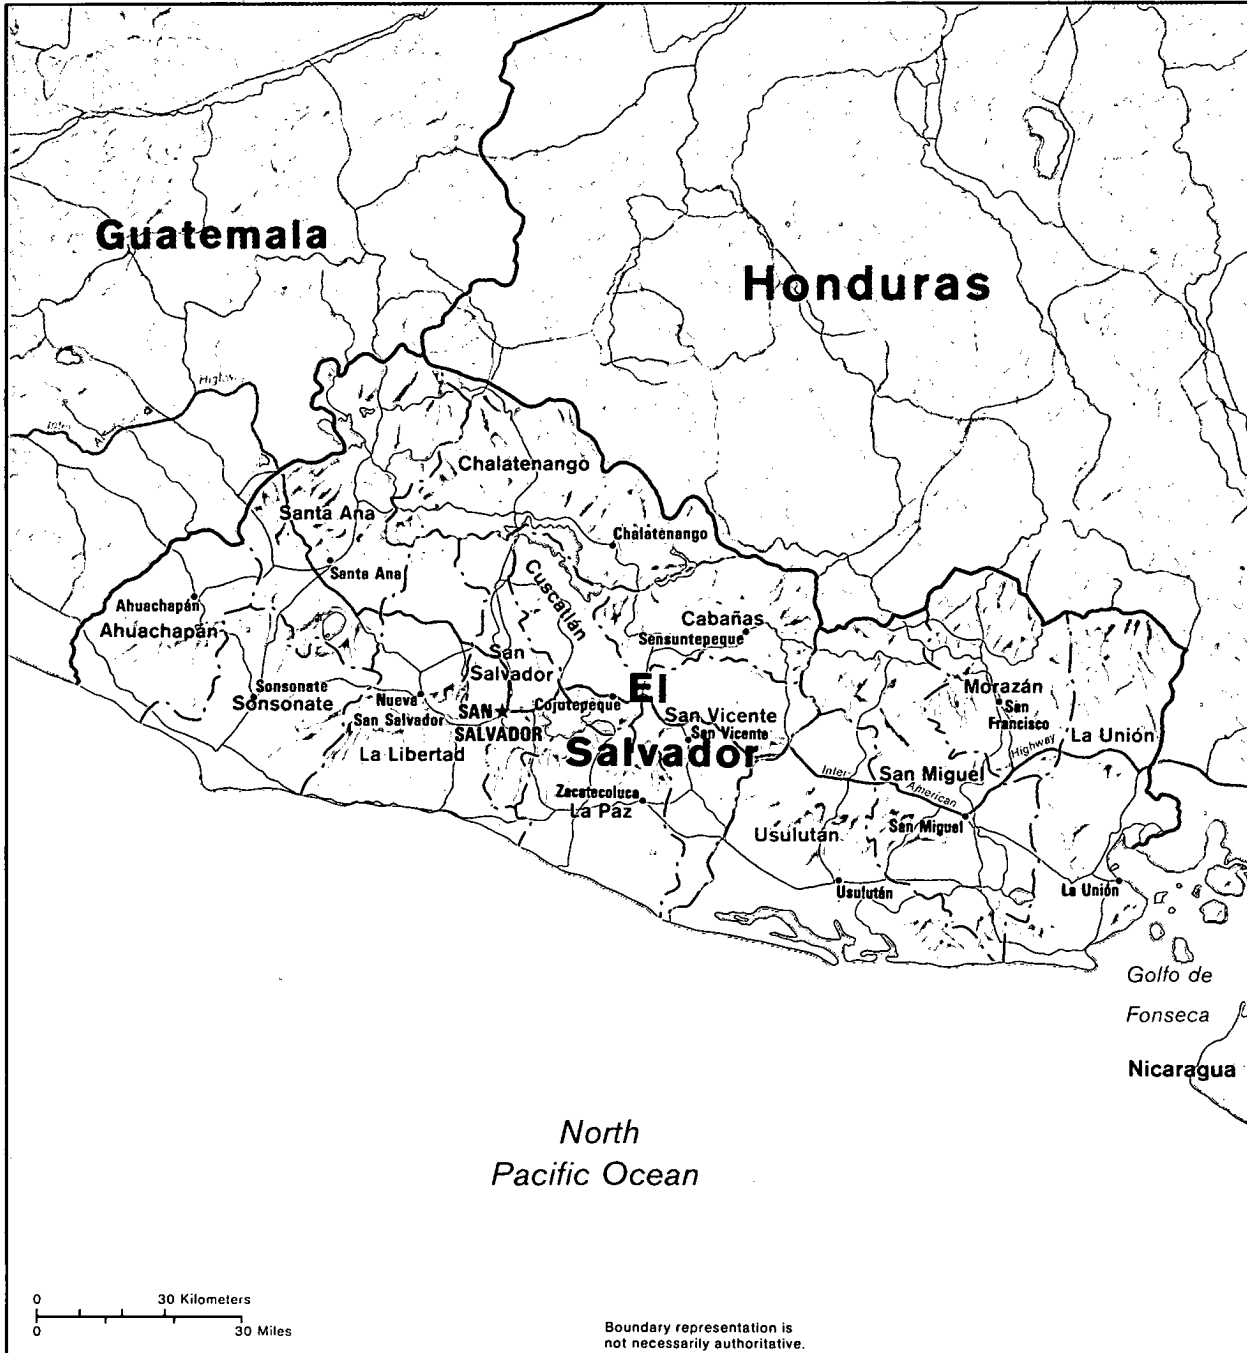 Guatemala
Honduras
Highway
Inter
Chalatenango
Santa Ana
Chalatenango
Cuscatlán
Santa Ana
Ahuachapán
Ahuachapán
Cabañas
Sensuntepeque
San
Salvador
Sonsonate
Sonsonate
Nueva
San Salvador
SAN
SALVADOR
Cojutepeque
El
Salvador
San Vicente
San Vicente
Morazán
San
Francisco
La Unión
La Libertad
Highway
Inter
American
San Miguel
Zacatecoluca
La Paz
Usulután
San Miguel
Usulután
La Unión
Golfo de
Fonseca
Nicaragua
North
Pacific Ocean
0 30 Kilometers
0 30 Miles
Boundary representation is
not necessarily authoritative.